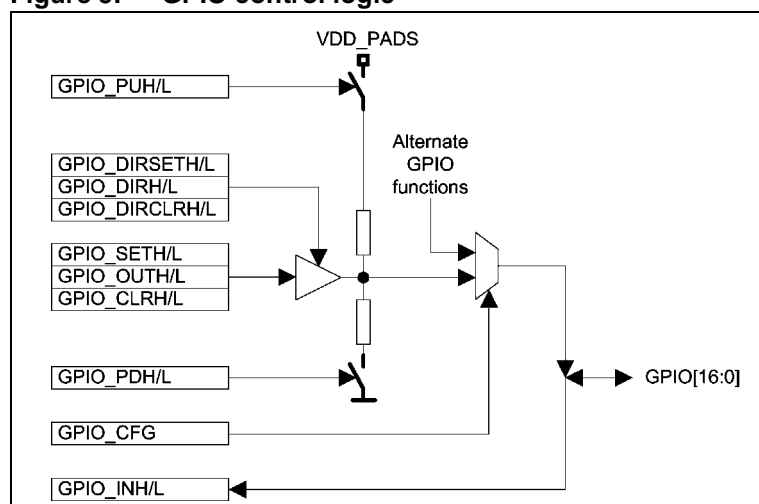 Figure
GPIO control logic
VDD_PADS
GPIO_PUH/L
Alternate
GPIO
functions
GPIO_DIRSETH/L
GPIO_DIRH/L
GPIO_DIRCLRH/L
GPIO_SETH/L
GPIO_OUTH/L
GPIO_CLRH/L
GPIO_PDH/L
GPIO[16:0]
GPIO_CFG
GPIO_INH/L